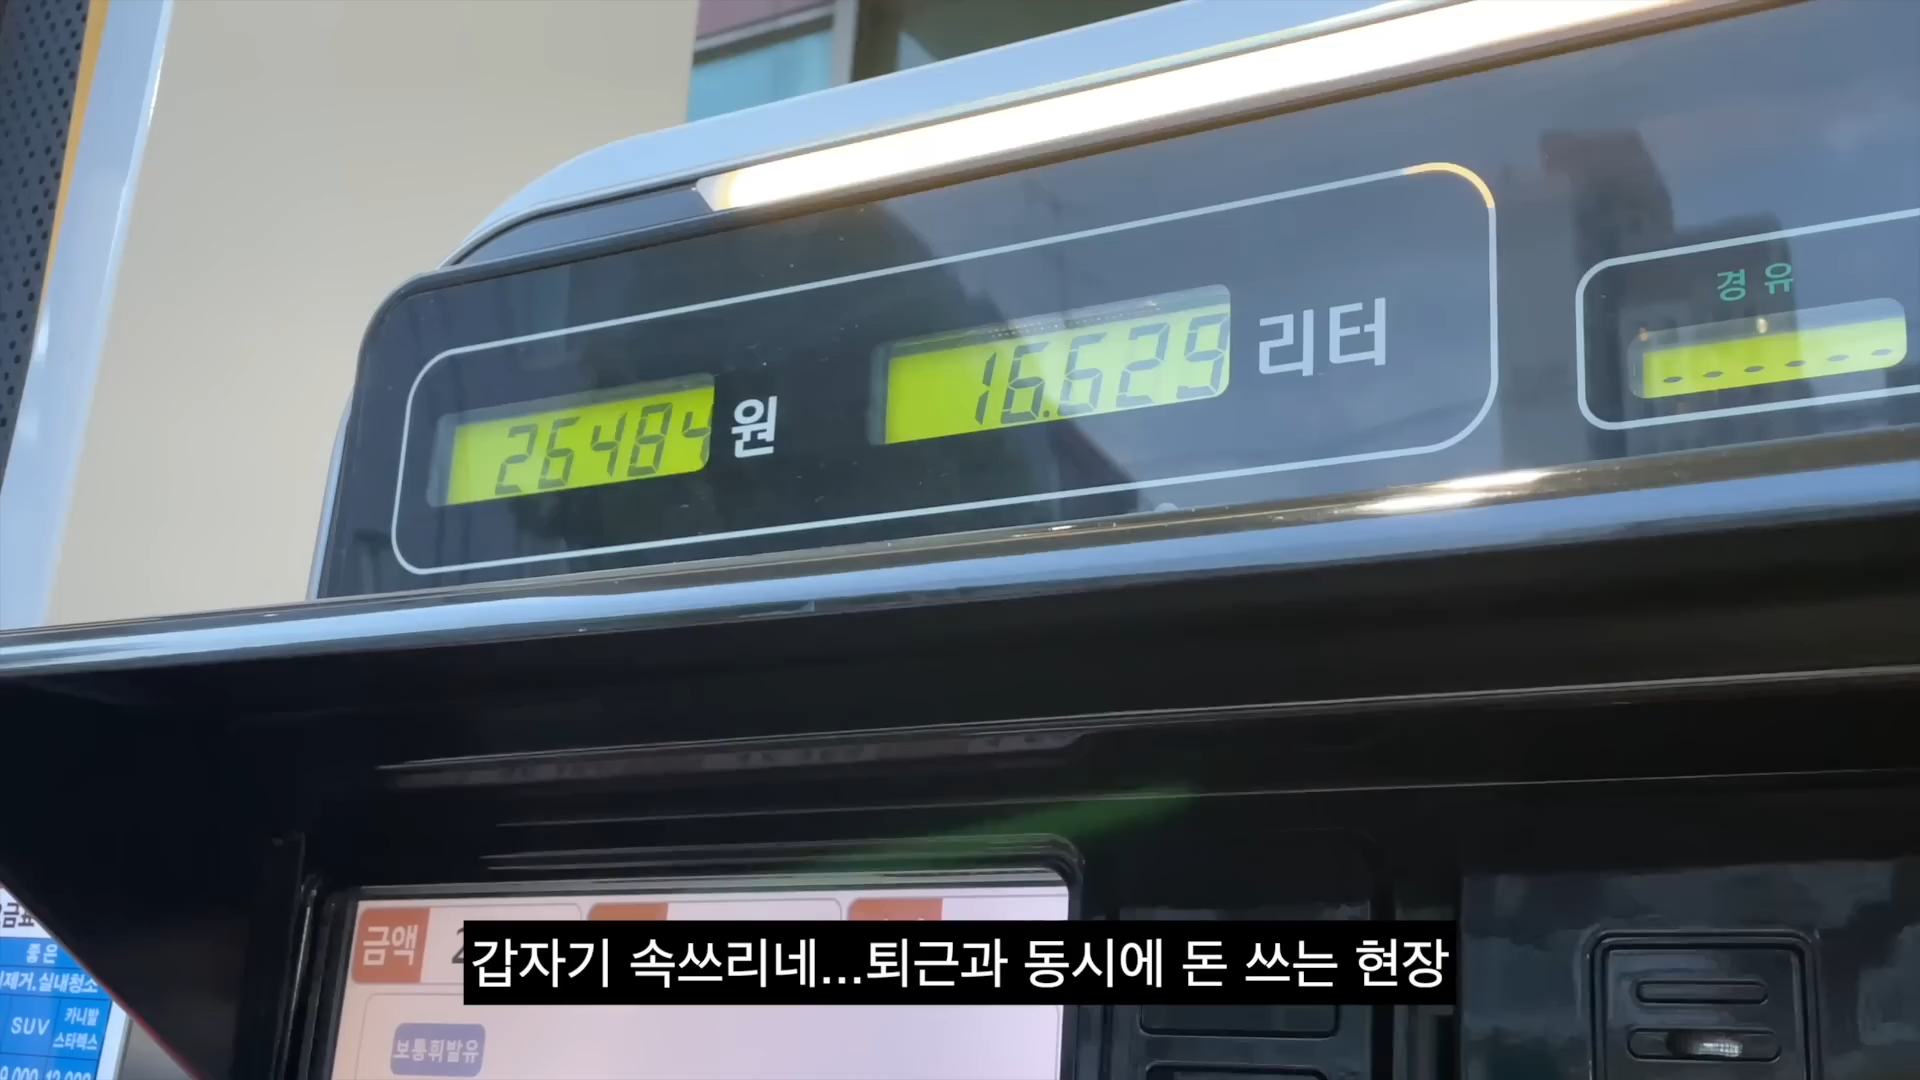 26484 원
16.629 리터
경유
금액
갑자기 속쓰리네...퇴근과 동시에 돈 쓰는 현장
보통휘발유
좋은
제거.실내청소
SUV
카니발
스타렉스